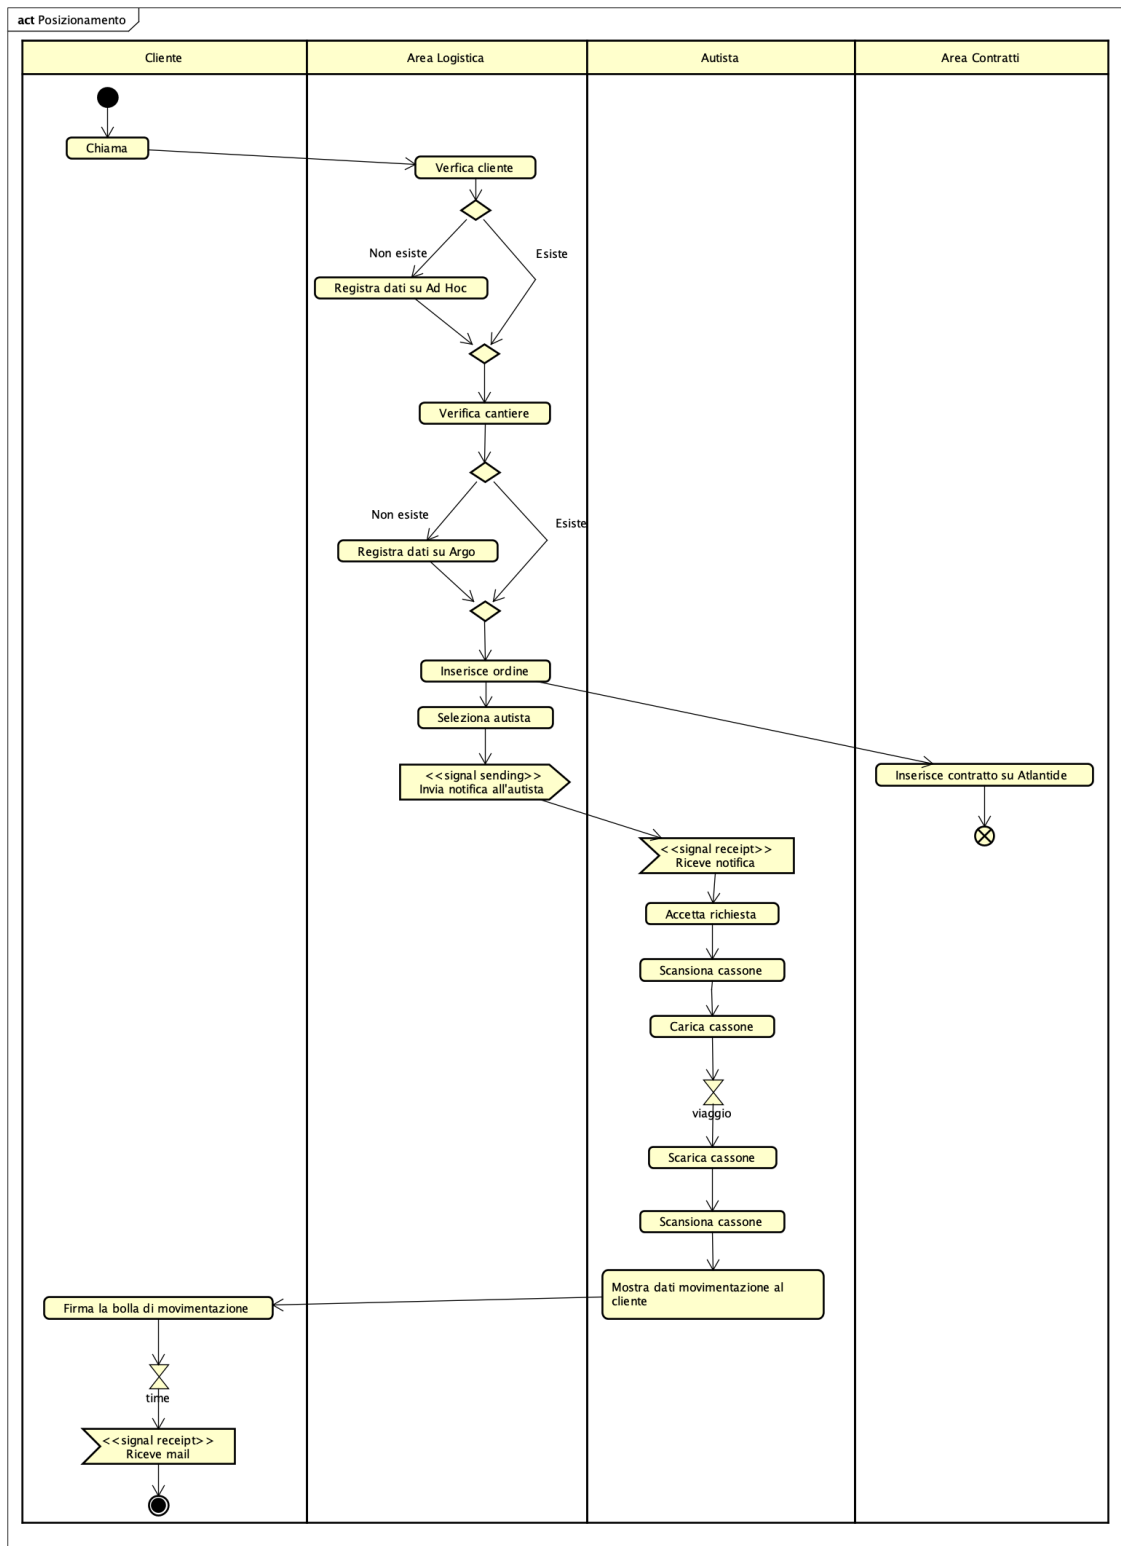 act Posizionamento
Cliente
Area Logistica
Autista
Area Contratti
Chiama
Verfica cliente
Non esiste
Esiste
Registra dati su Ad Hoc
Verifica cantiere
Non esiste
Esiste
Registra dati su Argo
Inserisce ordine
Seleziona autista
<<signal sending>>
Invia notifica all'autista
Inserisce contratto su Atlantide
<<signal receipt>>
Riceve notifica
Accetta richiesta
Scansiona cassone
Carica cassone
viaggio
Scarica cassone
Scansiona cassone
Mostra dati movimentazione al
cliente
Firma la bolla di movimentazione
time
<<signal receipt>>
Riceve mail